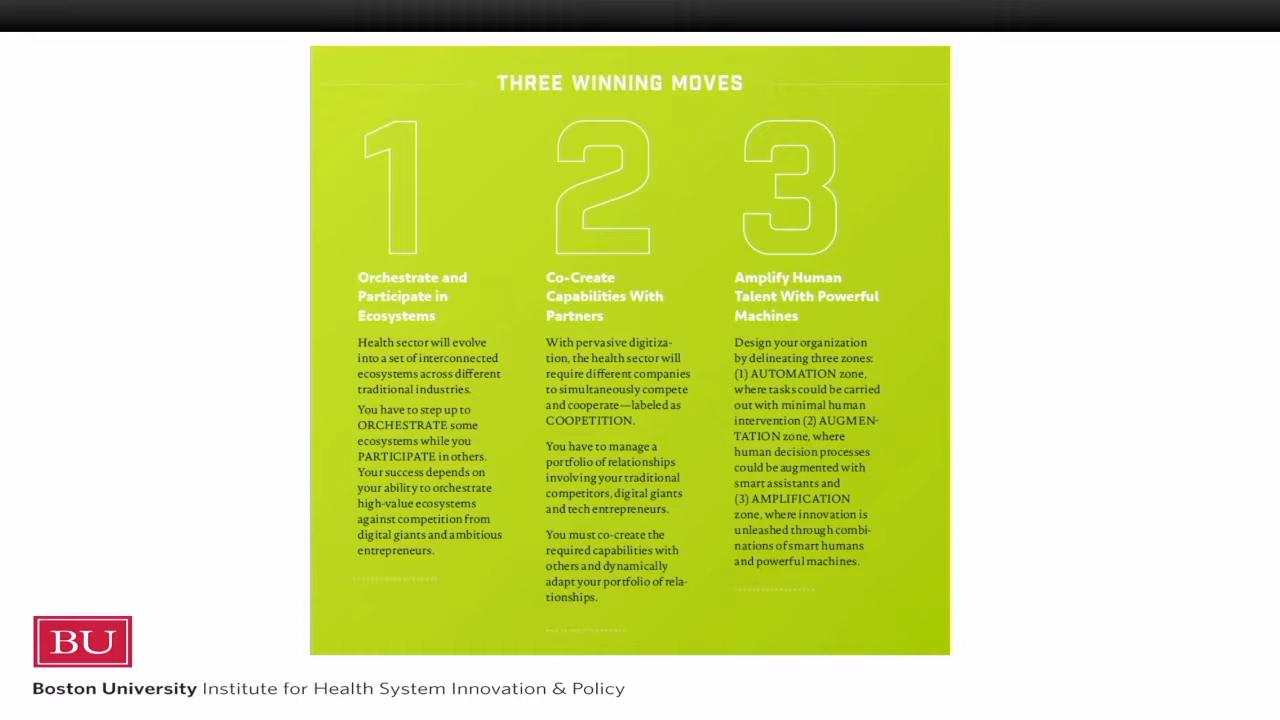 THREE WINNING MOVES
1
Orchestrate and
Participate in
Ecosystems
Health sector will evolve
into a set of interconnected
ecosystems across different
traditional industries.
You have to step up to
ORCHESTRATE some
ecosystems while you
PARTICIPATE in others.
Your success depends on
your ability to orchestrate
high-value ecosystems
against competition from
digital giants and ambitious
entrepreneurs.
2
Co-Create
Capabilities With
Partners
With pervasive digitiza-
tion, the health sector will
require different companies
to simultaneously compete
and cooperate—labeled as
COOPETITION.
You have to manage a
portfolio of relationships
involving your traditional
competitors, digital giants
and tech entrepreneurs.
You must co-create the
required capabilities with
others and dynamically
adapt your portfolio of rela-
tionships.
3
Amplify Human
Talent With Powerful
Machines
Design your organization
by delineating three zones:
(1) AUTOMATION zone,
where tasks could be carried
out with minimal human
intervention (2) AUGMEN-
TATION zone, where
human decision processes
could be augmented with
smart assistants and
(3) AMPLIFICATION
zone, where innovation is
unleashed through combi-
nations of smart humans
and powerful machines.
BU
Boston University Institute for Health System Innovation & Policy